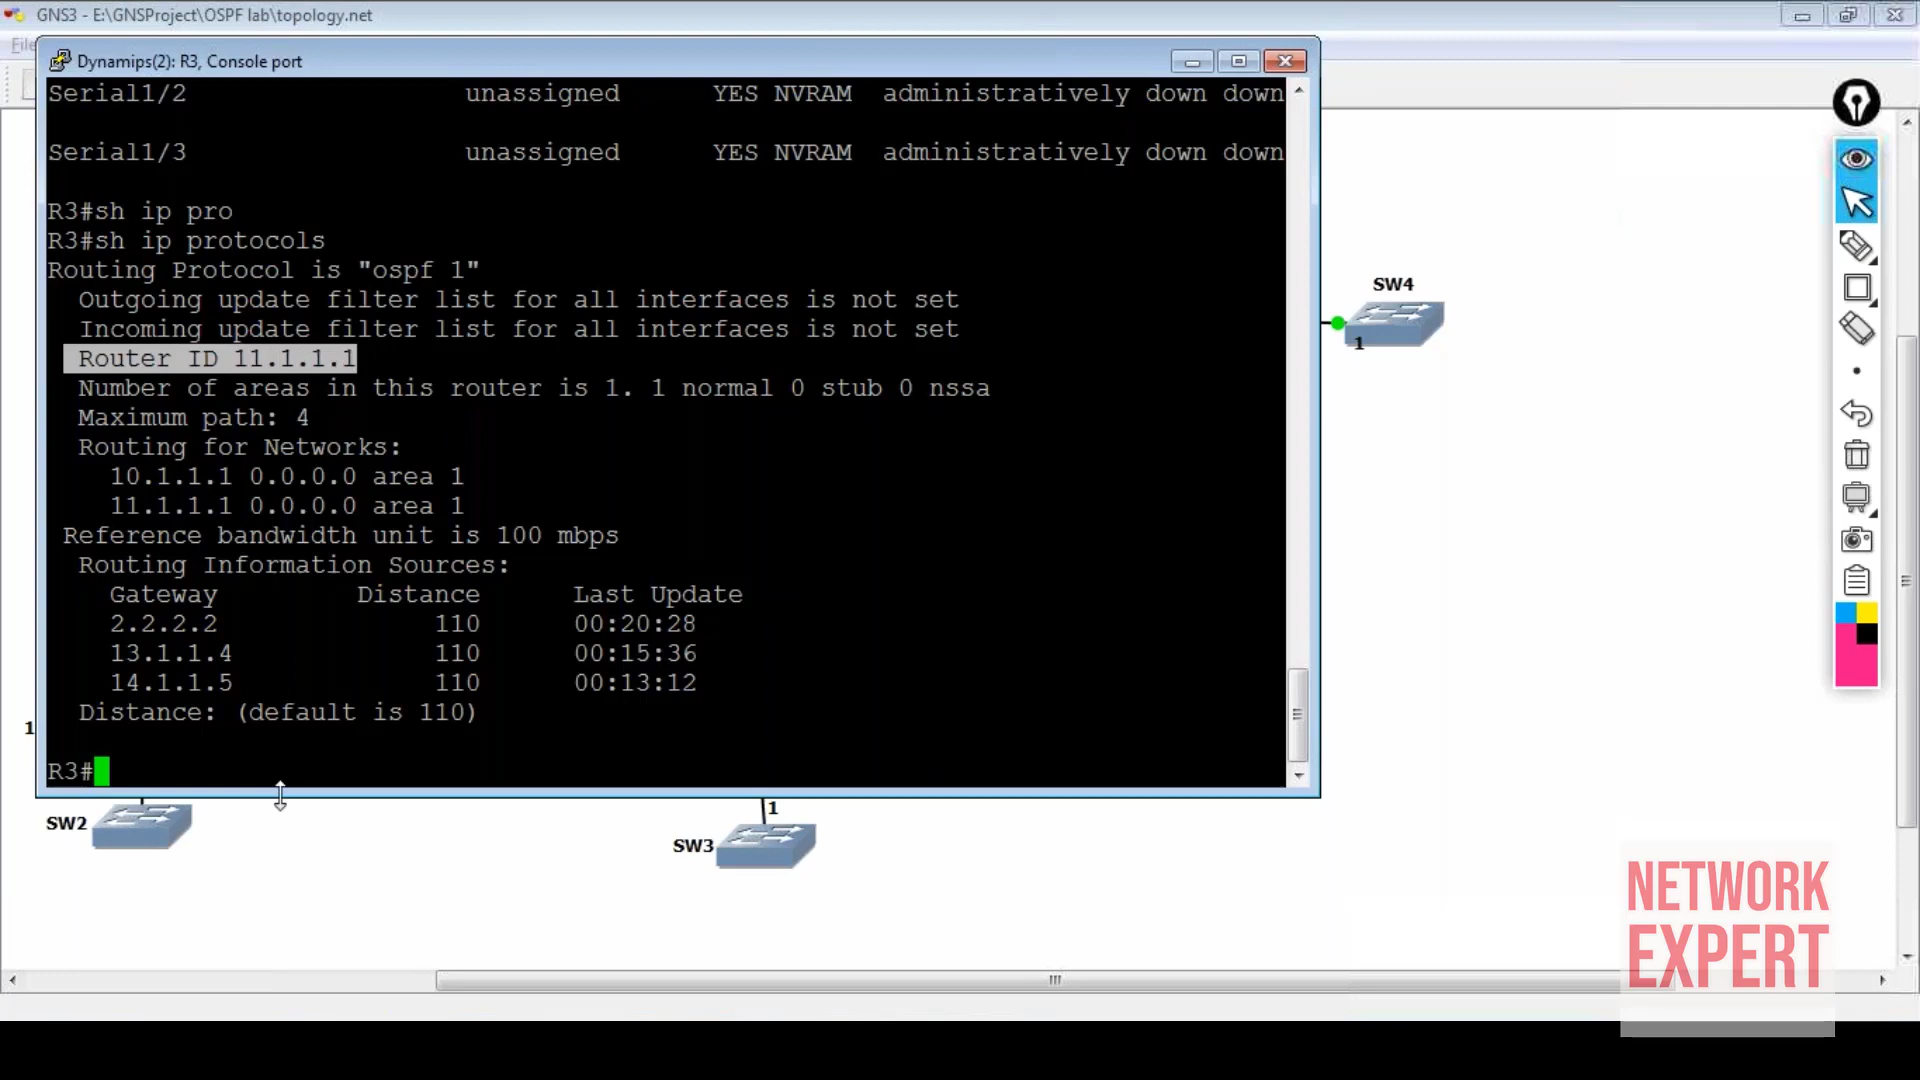 GNS3 - E:\GNSProject\OSPF lab\topology.net
Dynamips(2): R3, Console port
Serial1/2 unassigned YES NVRAM administratively down down
Serial1/3 unassigned YES NVRAM administratively down down
R3#sh ip pro
R3#sh ip protocols
Routing Protocol is "ospf 1"
Outgoing update filter list for all interfaces is not set
Incoming update filter list for all interfaces is not set
Router ID 11.1.1.1
Number of areas in this router is 1. 1 normal 0 stub 0 nssa
Maximum path: 4
Routing for Networks:
10.1.1.1 0.0.0.0 area 1
11.1.1.1 0.0.0.0 area 1
Reference bandwidth unit is 100 mbps
Routing Information Sources:
Gateway Distance Last Update
2.2.2.2 110 00:20:28
13.1.1.4 110 00:15:36
14.1.1.5 110 00:13:12
Distance: (default is 110)
R3#
SW4
1
1
SW2
1
SW3
NETWORK
EXPERT